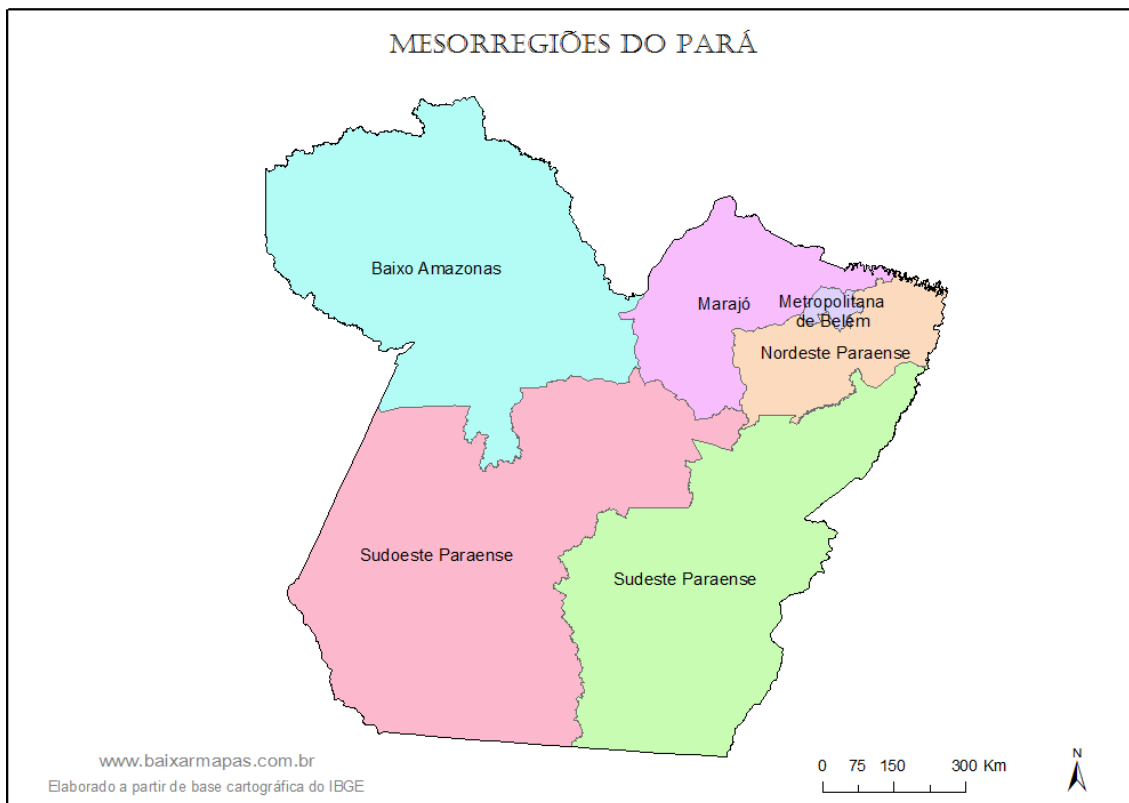 MESORREGIÕES DO PARÁ
Baixo Amazonas
Marajó
Metropolitana
de Belém
Nordeste Paraense
Sudoeste Paraense
Sudeste Paraense
www.baixarmapas.com.br
Elaborado a partir de base cartográfica do IBGE
0 75 150 300 Km
N